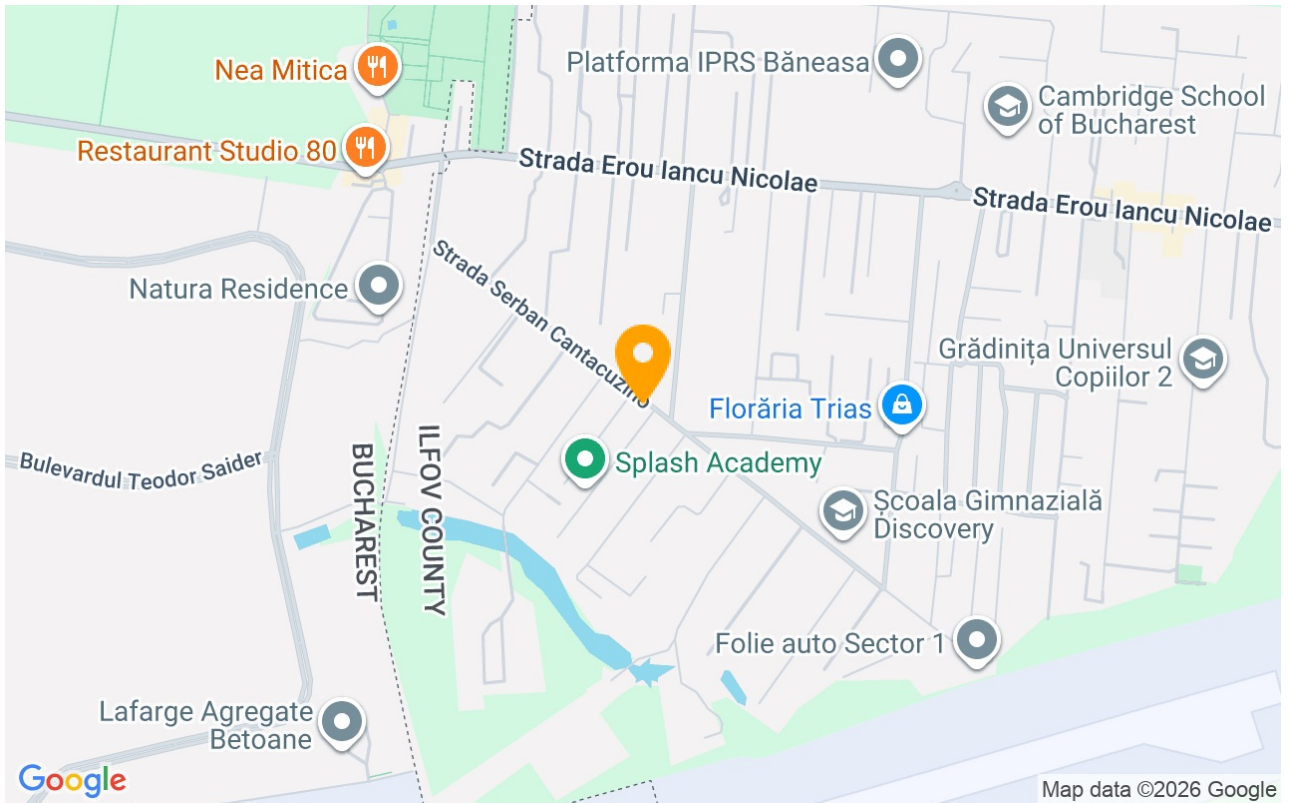 Nea Mitica
Platforma IPRS Băneasa
Cambridge School
of Bucharest
Restaurant Studio 80
Strada Erou Iancu Nicolae
Strada Erou Iancu Nicolae
Strada Serban Cantacuzino
Natura Residence
Grădinița Universul
Copiilor 2
Florăria Trias
Bulevardul Teodor Saider
BUCHAREST
ILFOV COUNTY
Splash Academy
Școala Gimnazială
Discovery
Folie auto Sector 1
Lafarge Agregate
Betoane
Google
Map data ©2026 Google